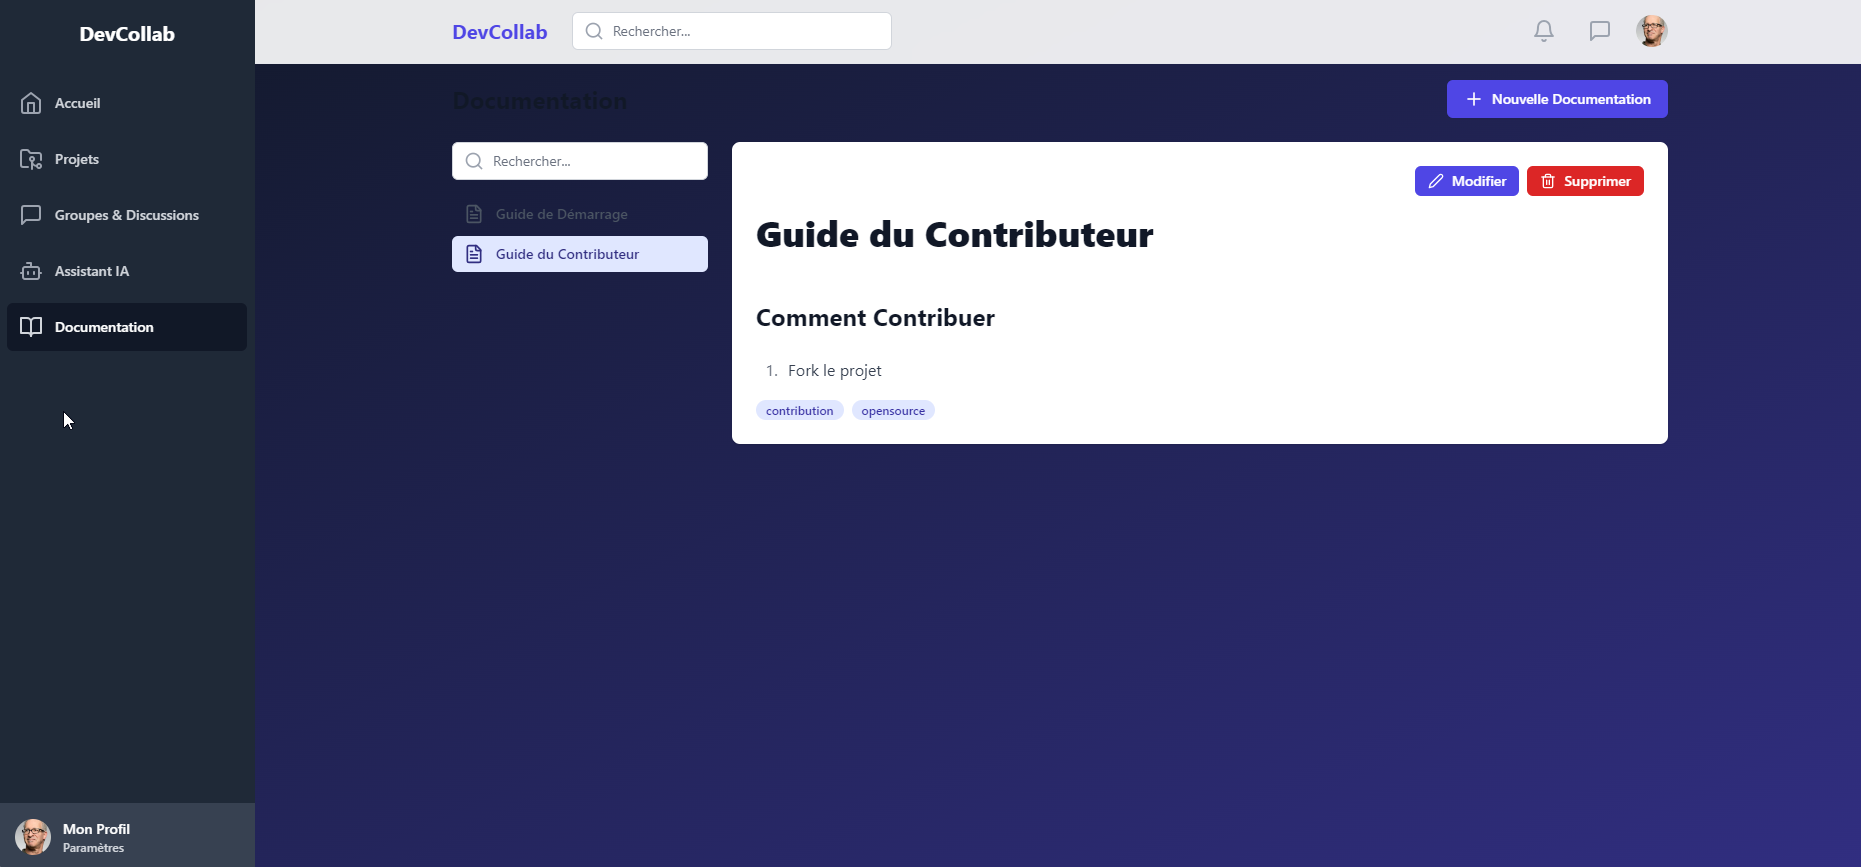 DevCollab
Accueil
Projets
Groupes & Discussions
Assistant IA
Documentation
Mon Profil
Paramètres
DevCollab
Rechercher...
Documentation
Nouvelle Documentation
Rechercher...
Guide de Démarrage
Guide du Contributeur
Modifier
Supprimer
Guide du Contributeur
Comment Contribuer
1. Fork le projet
contribution opensource